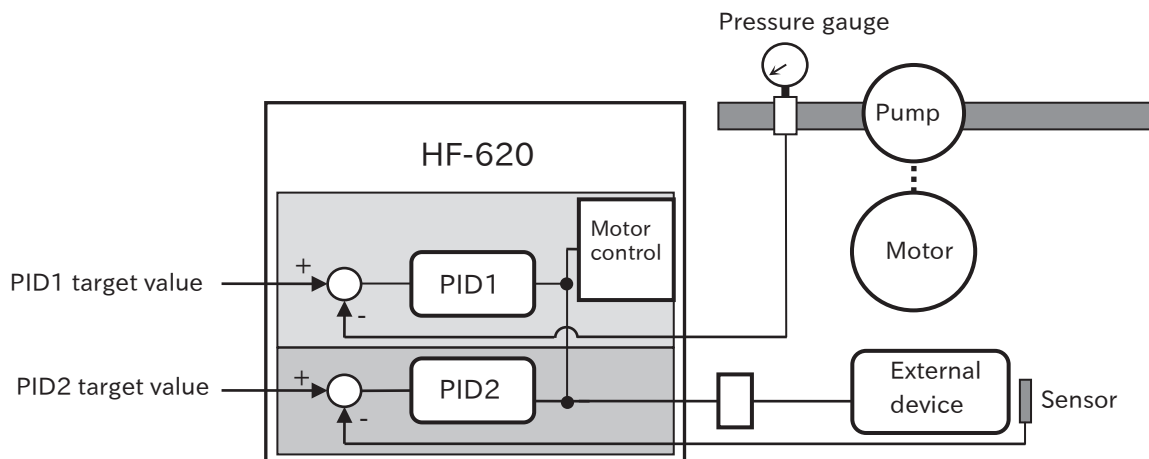 Pressure gauge
Pump
HF-620
Motor
control
Motor
+
PID1 target value
PID1
-
PID2 target value
+
PID2
External
device
Sensor
-